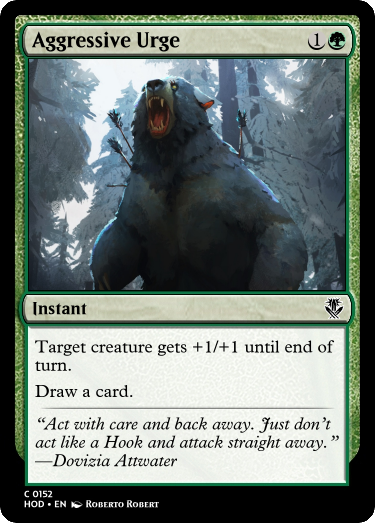 Aggressive Urge 1
Instant
Target creature gets +1/+1 until end of
turn.
Draw a card.
“Act with care and back away. Just don’t
act like a Hook and attack straight away.”
—Dovizia Attwater
C 0152
HOD • EN Roberto Robert